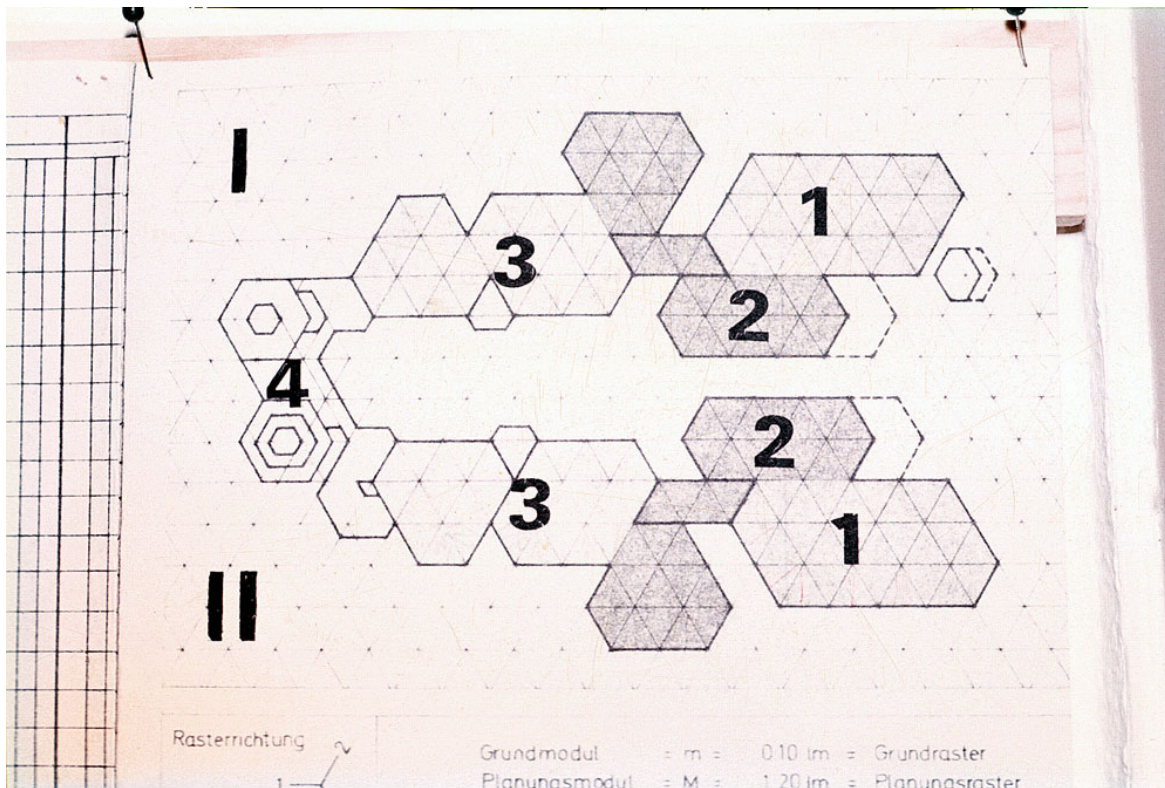 I
1
3
2
4
2
3
1
II
Rasterrichtung
Grundmodul = m = 0.10 lm = Grundraster
1
Planungsmodul = M = 1.20 lm = Planungsraster